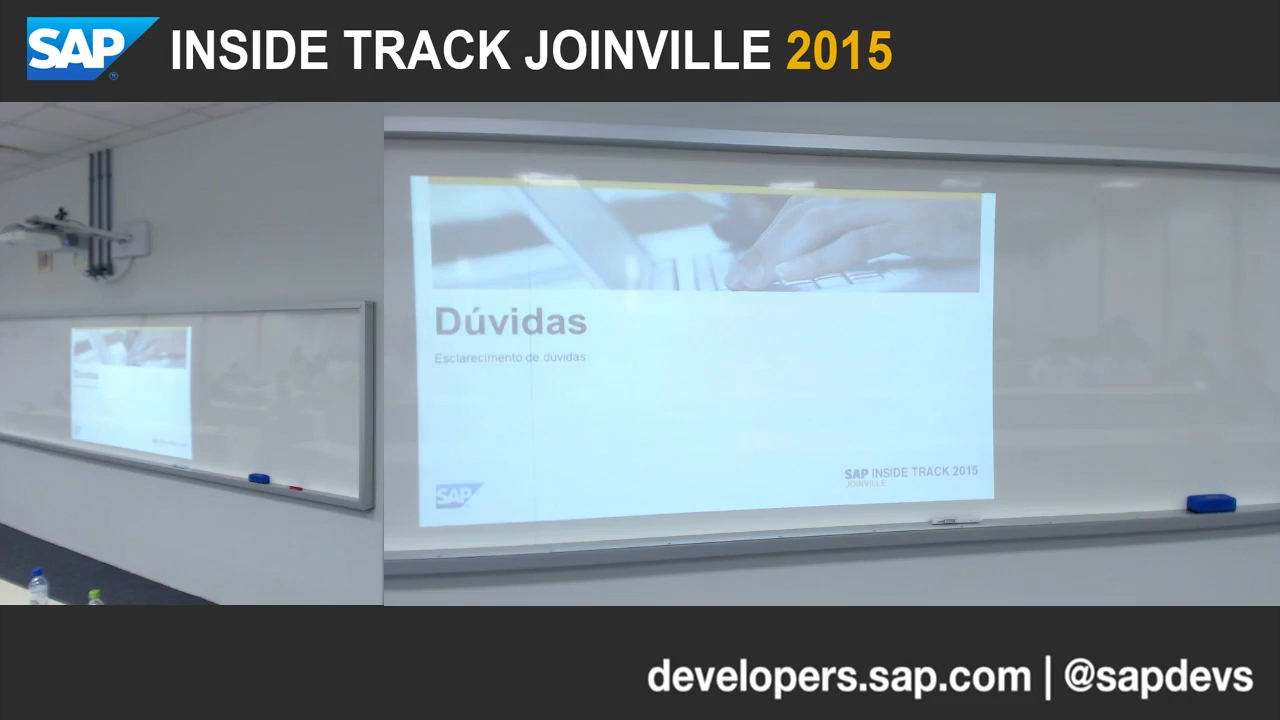 SAP INSIDE TRACK JOINVILLE 2015
Dúvidas
Esclarecimento de dúvidas
SAP
SAP INSIDE TRACK 2015
JOINVILLE
developers.sap.com | @sapdevs